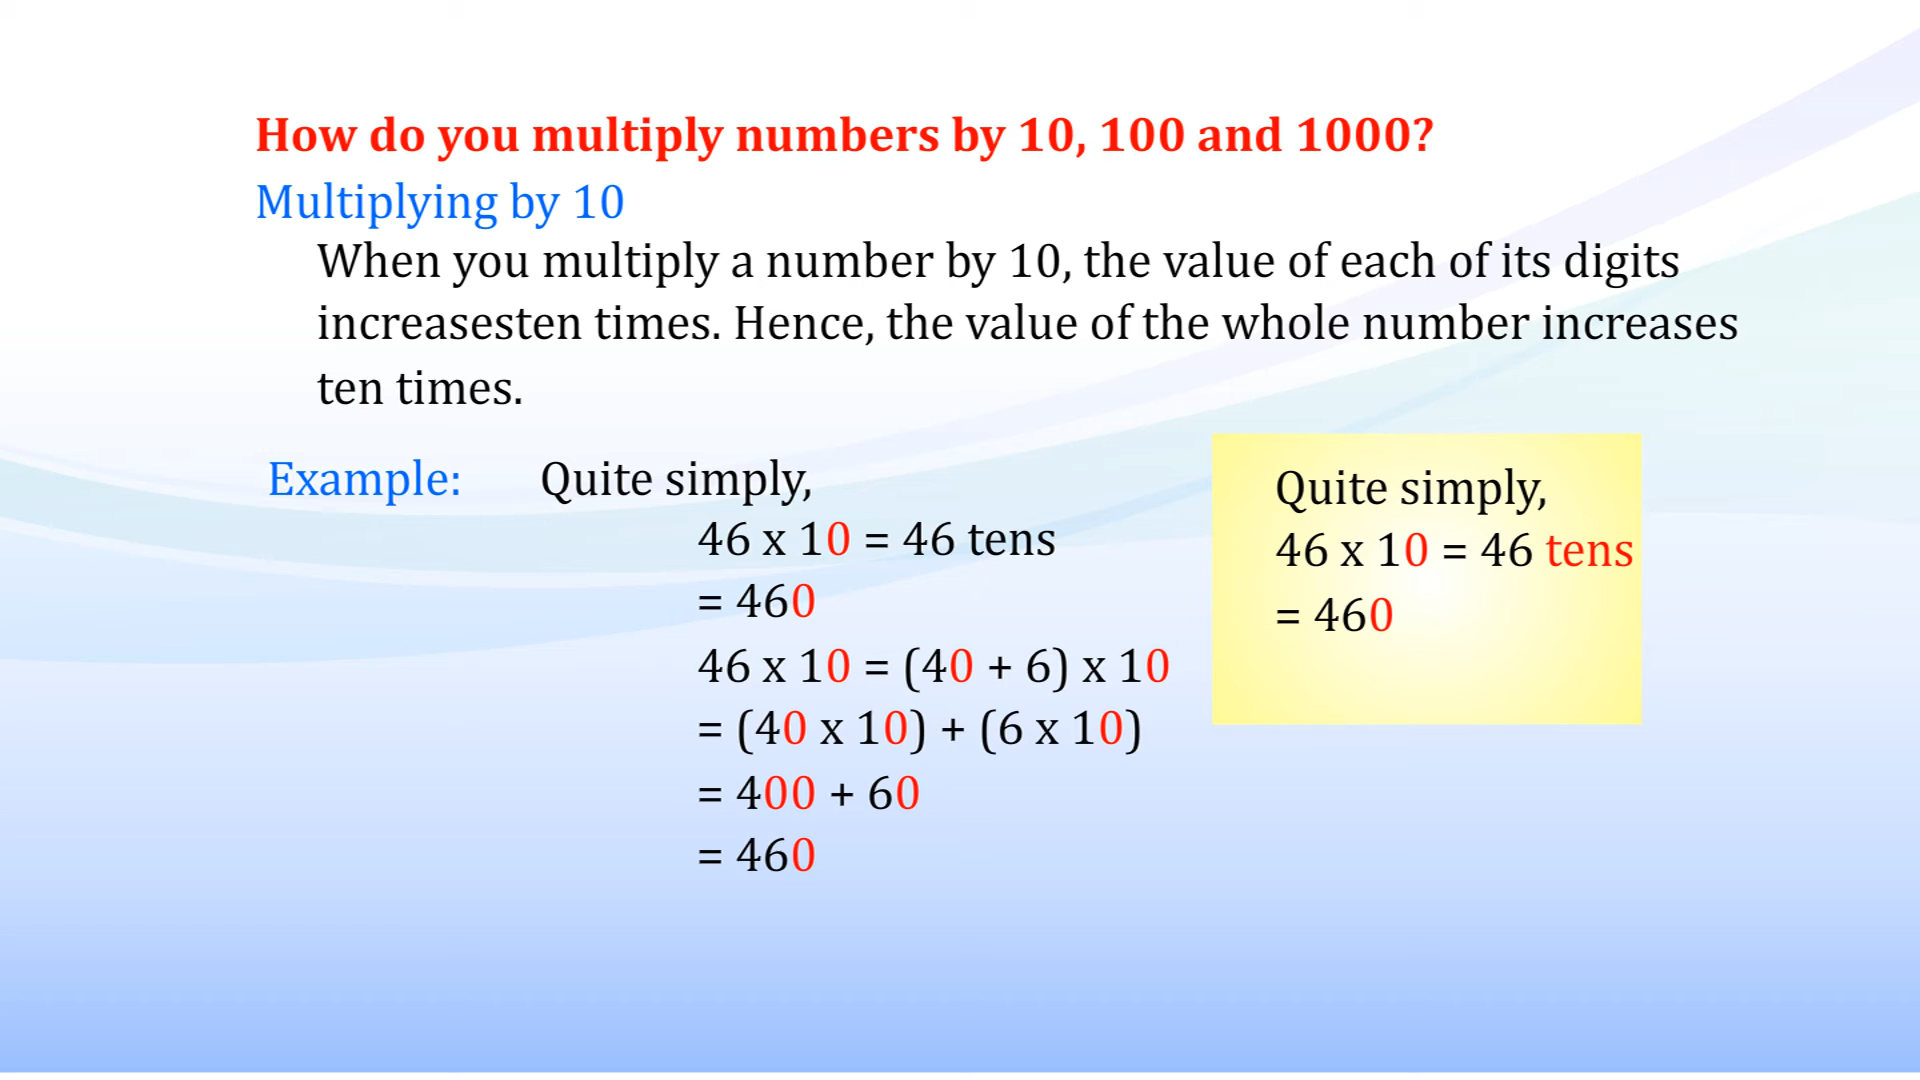 How do you multiply numbers by 10, 100 and 1000?
Multiplying by 10
When you multiply a number by 10, the value of each of its digits
increasesten times. Hence, the value of the whole number increases
ten times.
Example: Quite simply,
46 x 10 = 46 tens
= 460
46 x 10 = (40 + 6) x 10
= (40 x 10) + (6 x 10)
= 400 + 60
= 460
Quite simply,
46 x 10 = 46 tens
= 460